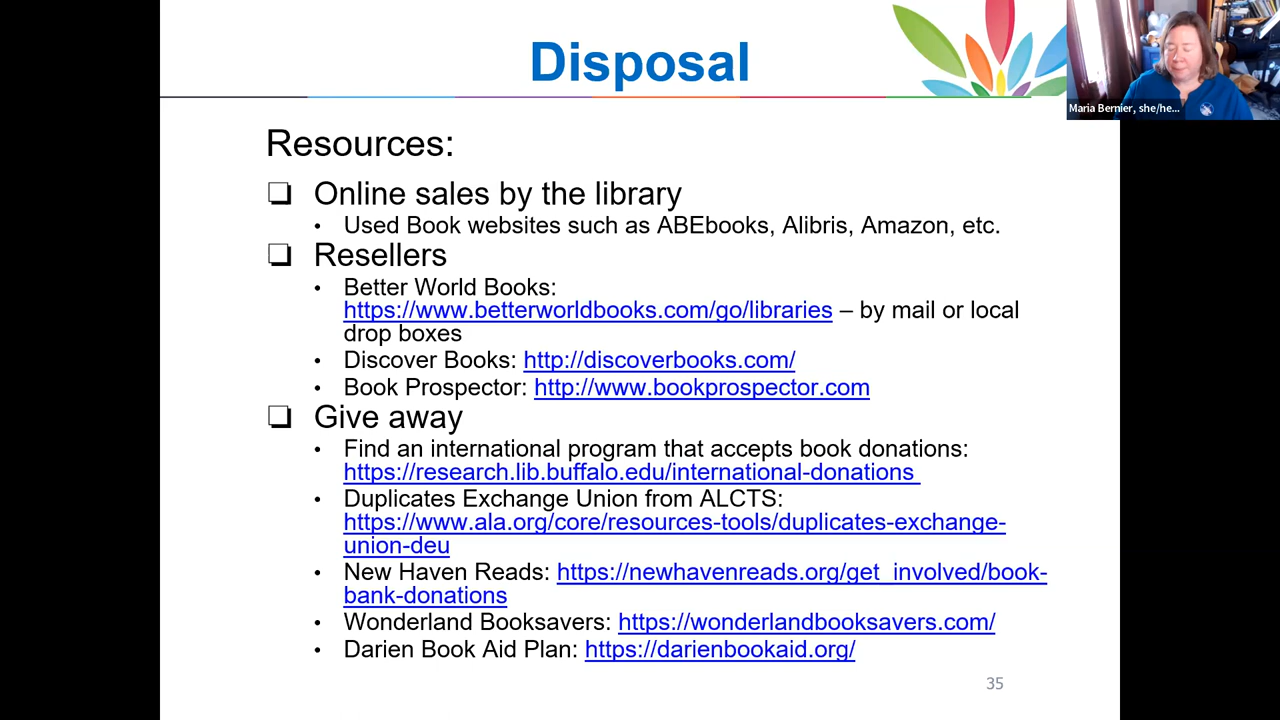 Disposal
Maria Bernier, she/he...
Resources:
❑ Online sales by the library
• Used Book websites such as ABEbooks, Alibris, Amazon, etc.
❑ Resellers
• Better World Books:
https://www.betterworldbooks.com/go/libraries – by mail or local
drop boxes
• Discover Books: http://discoverbooks.com/
• Book Prospector: http://www.bookprospector.com
❑ Give away
• Find an international program that accepts book donations:
https://research.lib.buffalo.edu/international-donations
• Duplicates Exchange Union from ALCTS:
https://www.ala.org/core/resources-tools/duplicates-exchange-
union-deu
• New Haven Reads: https://newhavenreads.org/get_involved/book-
bank-donations
• Wonderland Booksavers: https://wonderlandbooksavers.com/
• Darien Book Aid Plan: https://darienbookaid.org/
35